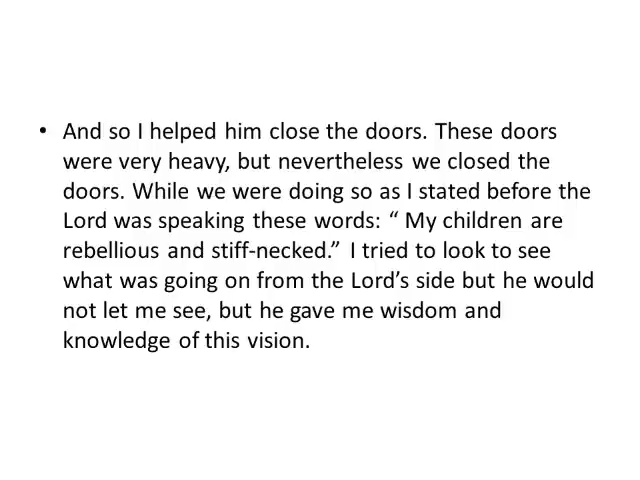 • And so I helped him close the doors. These doors
were very heavy, but nevertheless we closed the
doors. While we were doing so as I stated before the
Lord was speaking these words: “ My children are
rebellious and stiff-necked.” I tried to look to see
what was going on from the Lord’s side but he would
not let me see, but he gave me wisdom and
knowledge of this vision.